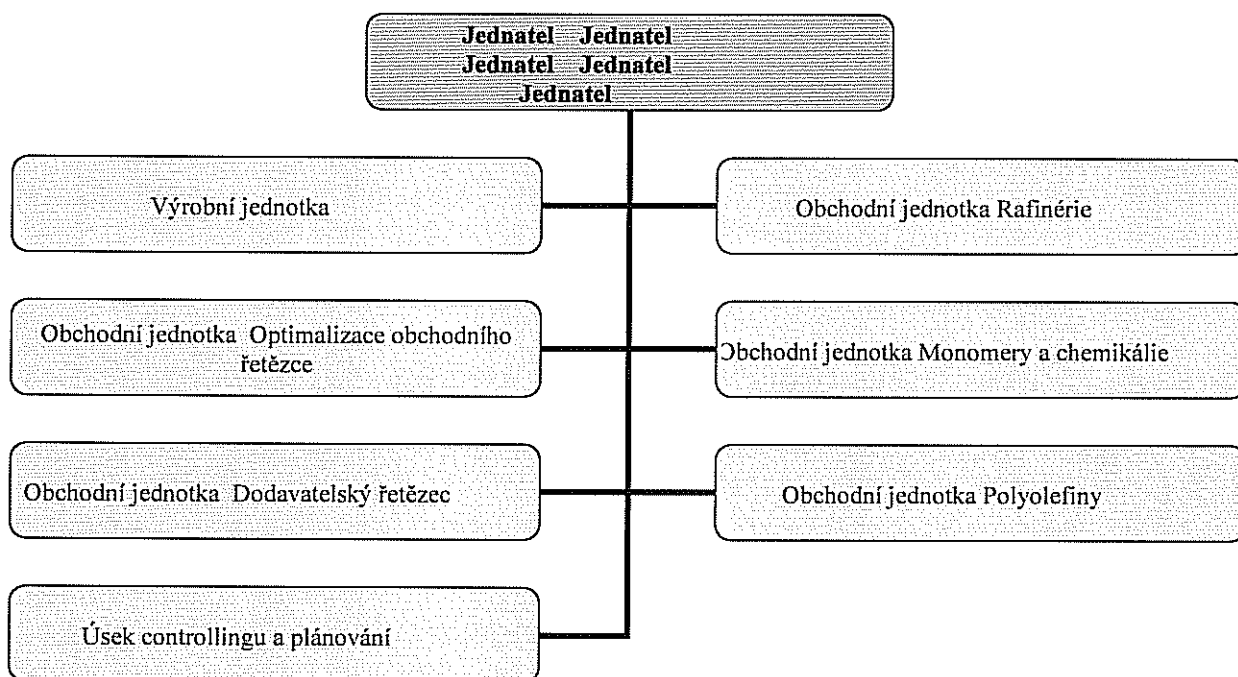 Jednatel Jednatel
Jednatel Jednatel
Jednatel
Výrobní jednotka
Obchodní jednotka Rafinérie
Obchodní jednotka Optimalizace obchodního
řetězce
Obchodní jednotka Monomery a chemikálie
Obchodní jednotka Dodavatelský řetězec
Obchodní jednotka Polyolefiny
Úsek controllingu a plánování